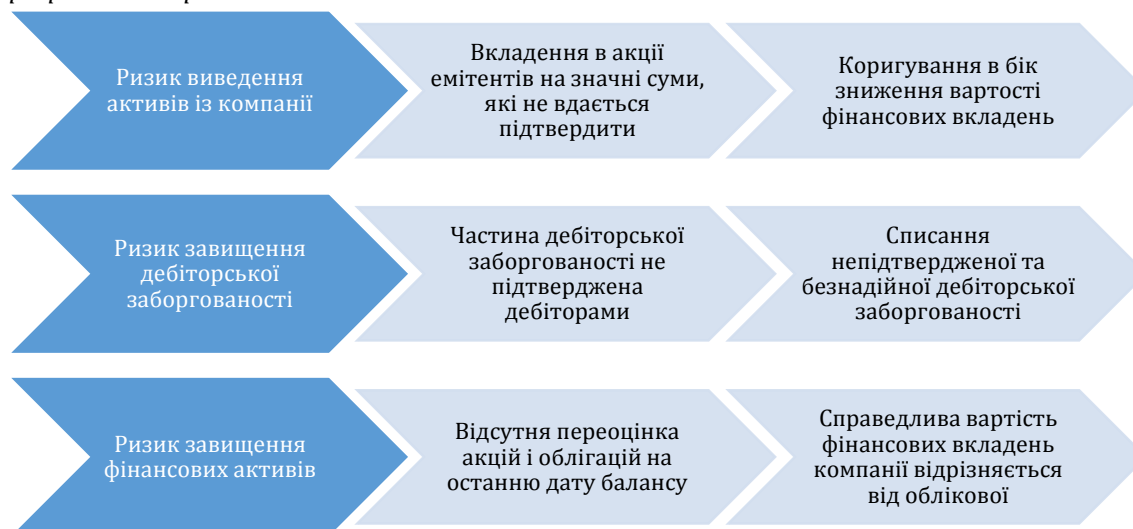 Ризик виведення
активів із компанії
Вкладення в акції
емітентів на значні суми,
які не вдається
підтвердити
Коригування в бік
зниження вартості
фінансових вкладень
Ризик завищення
дебіторської
заборгованості
Частина дебіторської
заборгованості не
підтверджена
дебіторами
Списання
непідтвердженої та
безнадійної дебіторської
заборгованості
Ризик завищення
фінансових активів
Відсутня переоцінка
акцій і облігацій на
останню дату балансу
Справедлива вартість
фінансових вкладень
компанії відрізняється
від облікової